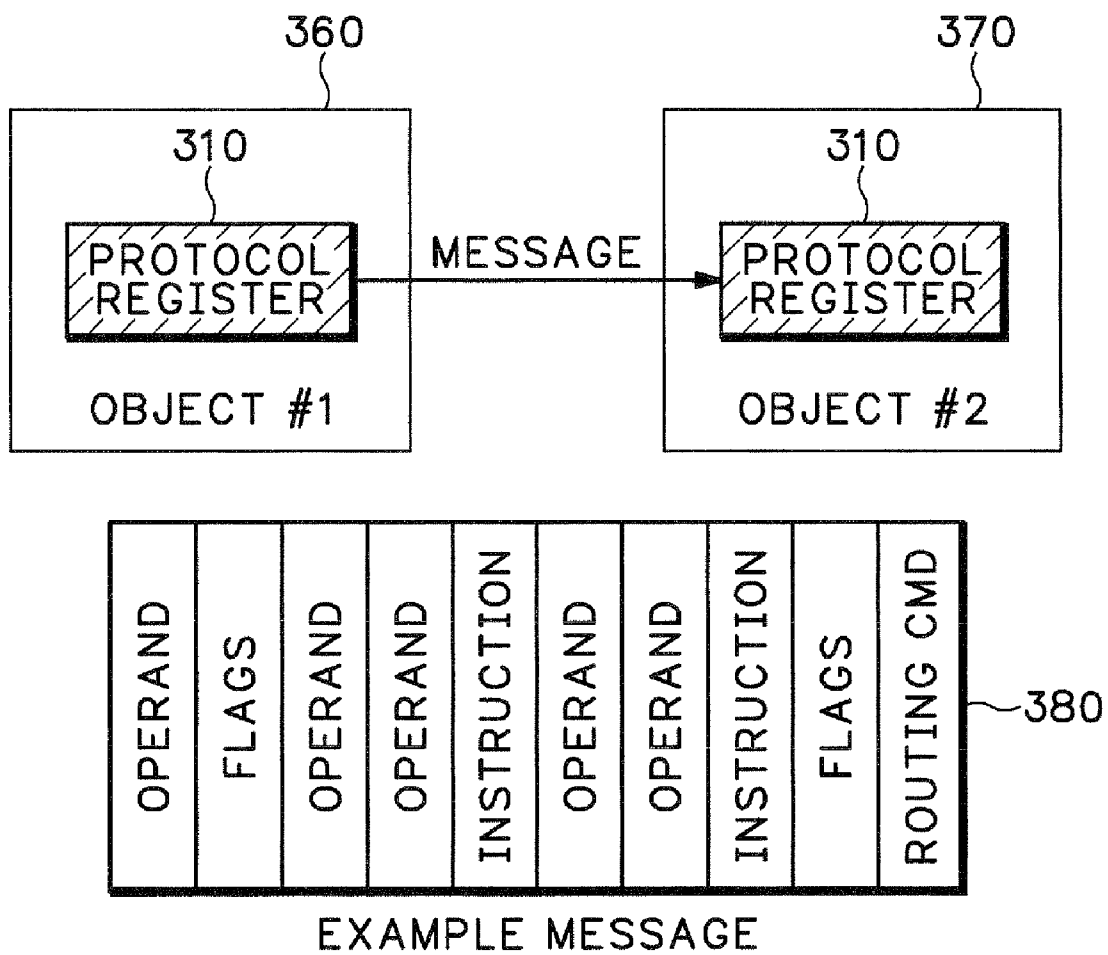 360
370
310
310
PROTOCOL
REGISTER
MESSAGE
PROTOCOL
REGISTER
OBJECT #1
OBJECT #2
OPERAND
FLAGS
OPERAND
OPERAND
INSTRUCTION
OPERAND
OPERAND
INSTRUCTION
FLAGS
ROUTING CMD
380
EXAMPLE MESSAGE